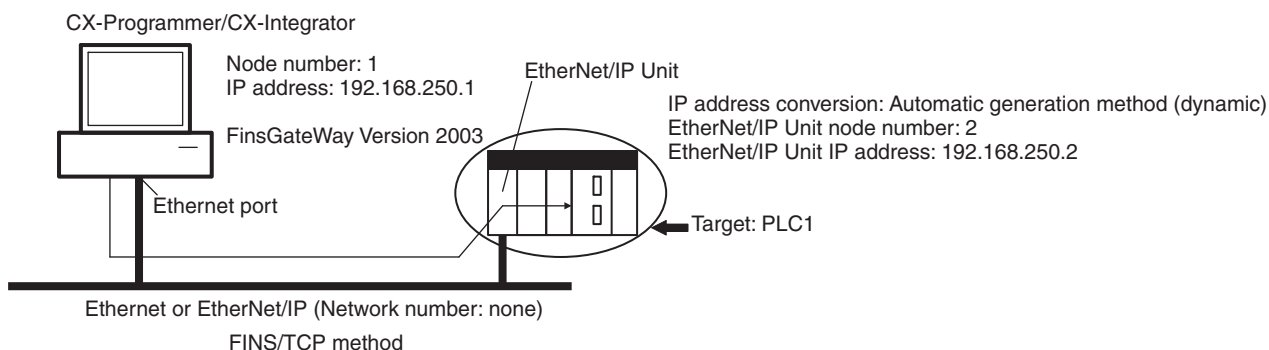 CX-Programmer/CX-Integrator
Node number: 1
IP address: 192.168.250.1
FinsGateWay Version 2003
Ethernet port
EtherNet/IP Unit
IP address conversion: Automatic generation method (dynamic)
EtherNet/IP Unit node number: 2
EtherNet/IP Unit IP address: 192.168.250.2
Target: PLC1
Ethernet or EtherNet/IP (Network number: none)
FINS/TCP method